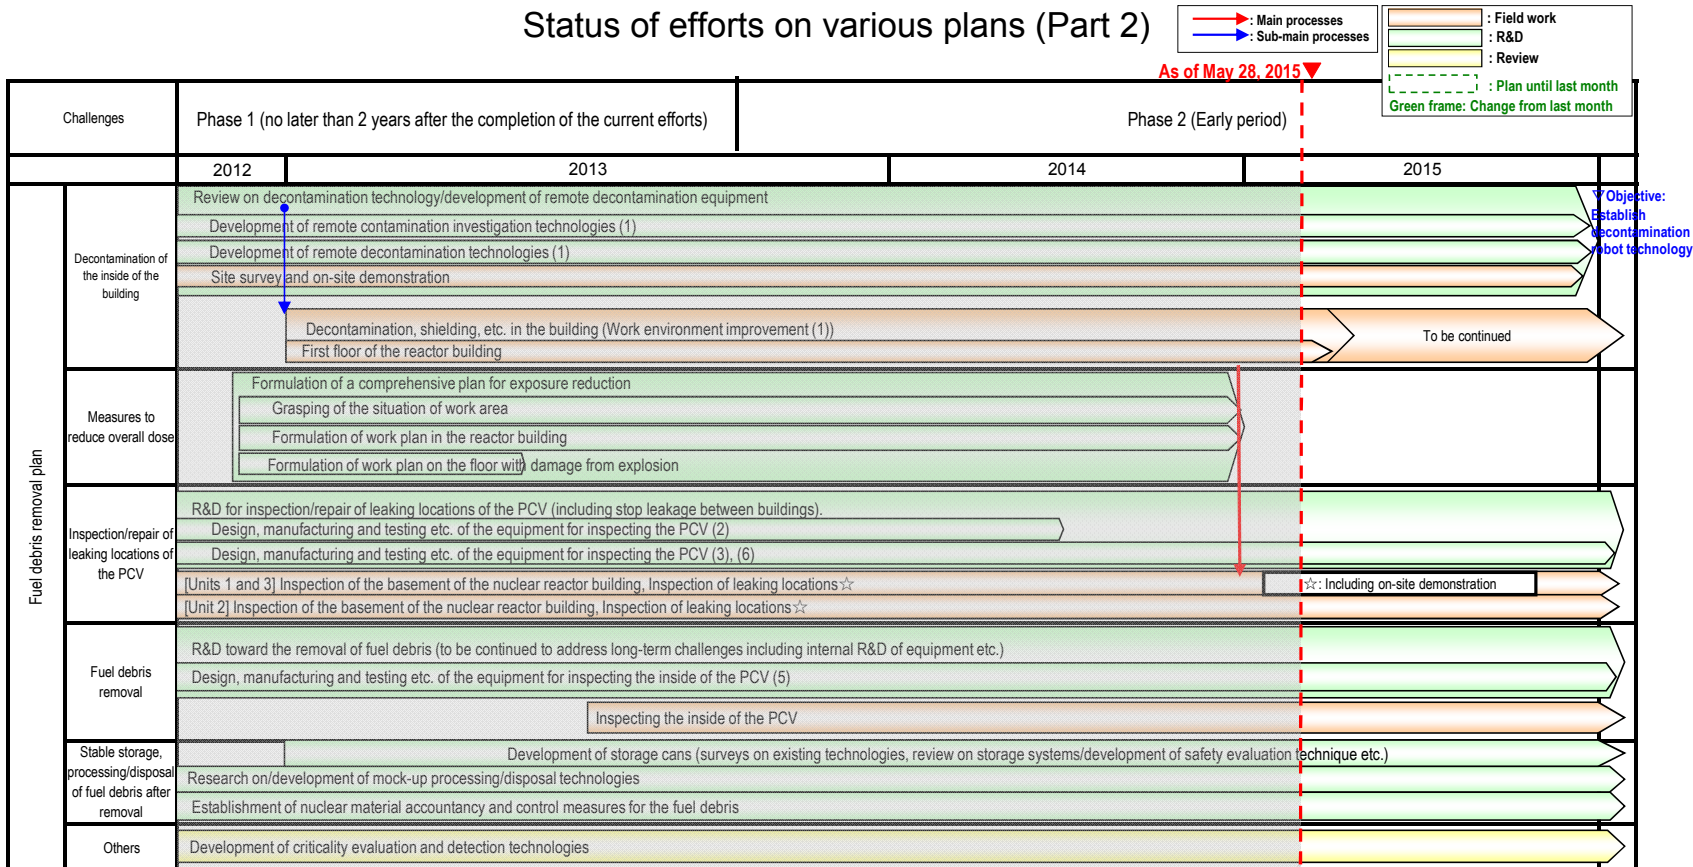 Status of efforts on various plans (Part 2)
: Main processes
: Sub-main processes
: Field work
: R&D
: Review
: Plan until last month
Green frame: Change from last month
As of May 28, 2015
Challenges
Phase 1 (no later than 2 years after the completion of the current efforts)
Phase 2 (Early period)
2012
2013
2014
2015
Fuel debris removal plan
Decontamination of
the inside of the
building
Review on decontamination technology/development of remote decontamination equipment
Development of remote contamination investigation technologies (1)
Development of remote decontamination technologies (1)
Site survey and on-site demonstration
▽Objective:
Establish
decontamination
robot technology
Decontamination, shielding, etc. in the building (Work environment improvement (1))
First floor of the reactor building
To be continued
Measures to
reduce overall dose
Formulation of a comprehensive plan for exposure reduction
Grasping of the situation of work area
Formulation of work plan in the reactor building
Formulation of work plan on the floor with damage from explosion
Inspection/repair of
leaking locations of
the PCV
R&D for inspection/repair of leaking locations of the PCV (including stop leakage between buildings).
Design, manufacturing and testing etc. of the equipment for inspecting the PCV (2)
Design, manufacturing and testing etc. of the equipment for inspecting the PCV (3), (6)
[Units 1 and 3] Inspection of the basement of the nuclear reactor building, Inspection of leaking locations☆
☆: Including on-site demonstration
[Unit 2] Inspection of the basement of the nuclear reactor building, Inspection of leaking locations☆
Fuel debris
removal
R&D toward the removal of fuel debris (to be continued to address long-term challenges including internal R&D of equipment etc.)
Design, manufacturing and testing etc. of the equipment for inspecting the inside of the PCV (5)
Inspecting the inside of the PCV
Stable storage,
processing/disposal
of fuel debris after
removal
Development of storage cans (surveys on existing technologies, review on storage systems/development of safety evaluation technique etc.)
Research on/development of mock-up processing/disposal technologies
Establishment of nuclear material accountancy and control measures for the fuel debris
Others
Development of criticality evaluation and detection technologies